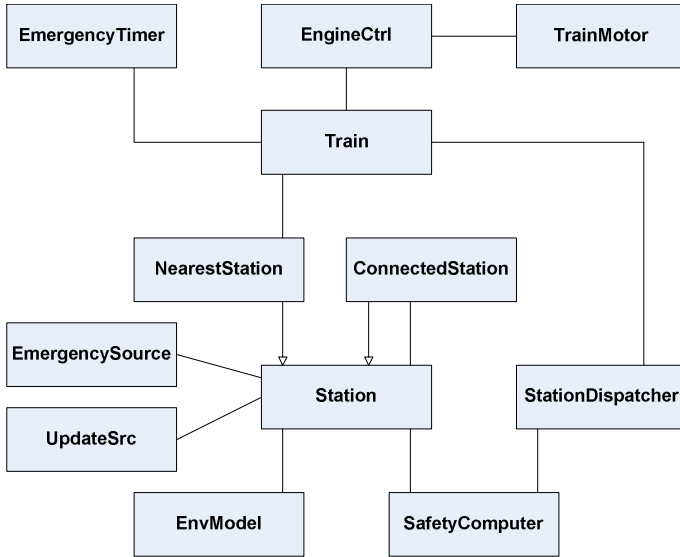 EmergencyTimer
EngineCtrl
TrainMotor
Train
NearestStation
ConnectedStation
EmergencySource
Station
StationDispatcher
UpdateSrc
EnvModel
SafetyComputer